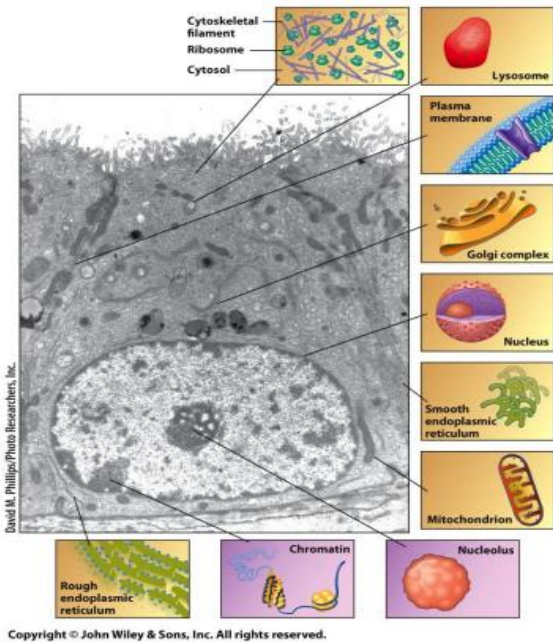 Cytoskeletal
filament
Ribosome
Cytosol
Lysosome
Plasma
membrane
Golgi complex
Nucleus
Smooth
endoplasmic
reticulum
Mitochondrion
Rough
endoplasmic
reticulum
Chromatin
Nucleolus
David M. Phillips/Photo Researchers, Inc.
Copyright © John Wiley & Sons, Inc. All rights reserved.